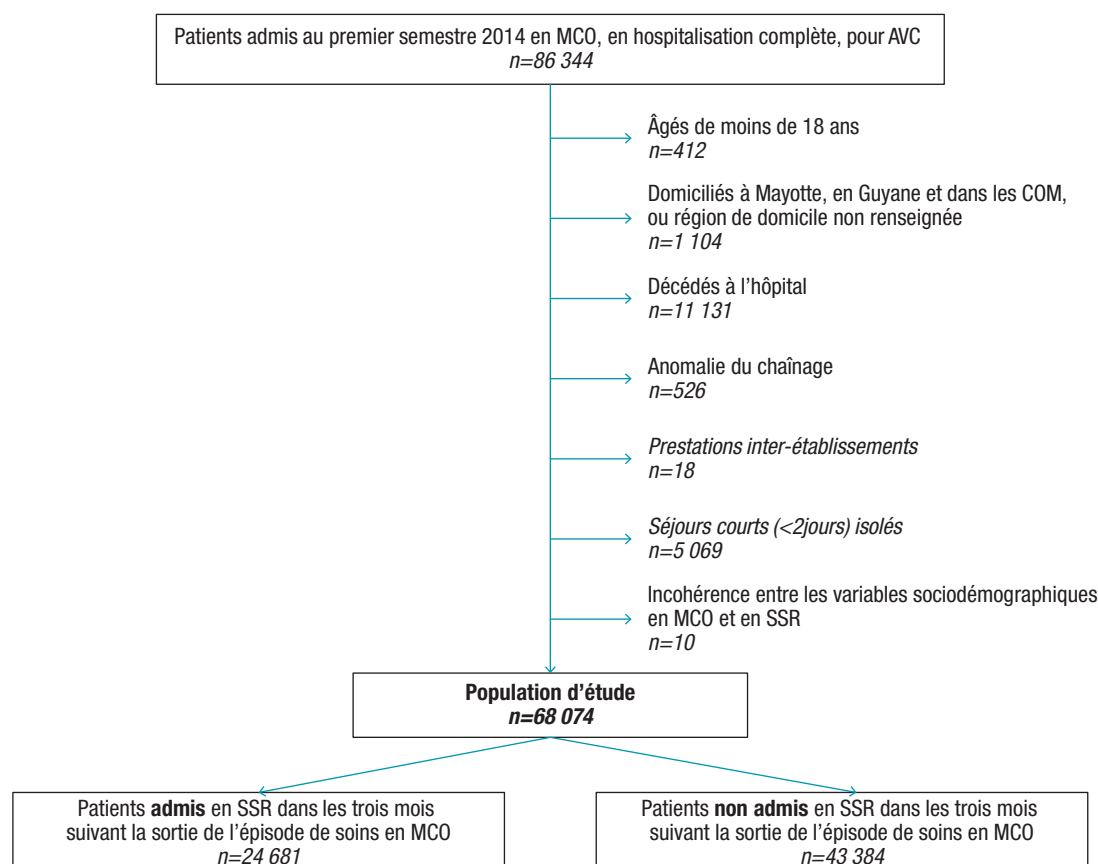 Patients admis au premier semestre 2014 en MCO, en hospitalisation complète, pour AVC
n=86 344
Âgés de moins de 18 ans
n=412
Domiciliés à Mayotte, en Guyane et dans les COM,
ou région de domicile non renseignée
n=1 104
Décédés à l'hôpital
n=11 131
Anomalie du chaînage
n=526
Prestations inter-établissements
n=18
Séjours courts (<2jours) isolés
n=5 069
Incohérence entre les variables sociodémographiques
en MCO et en SSR
n=10
Population d'étude
n=68 074
Patients admis en SSR dans les trois mois
suivant la sortie de l'épisode de soins en MCO
n=24 681
Patients non admis en SSR dans les trois mois
suivant la sortie de l'épisode de soins en MCO
n=43 384